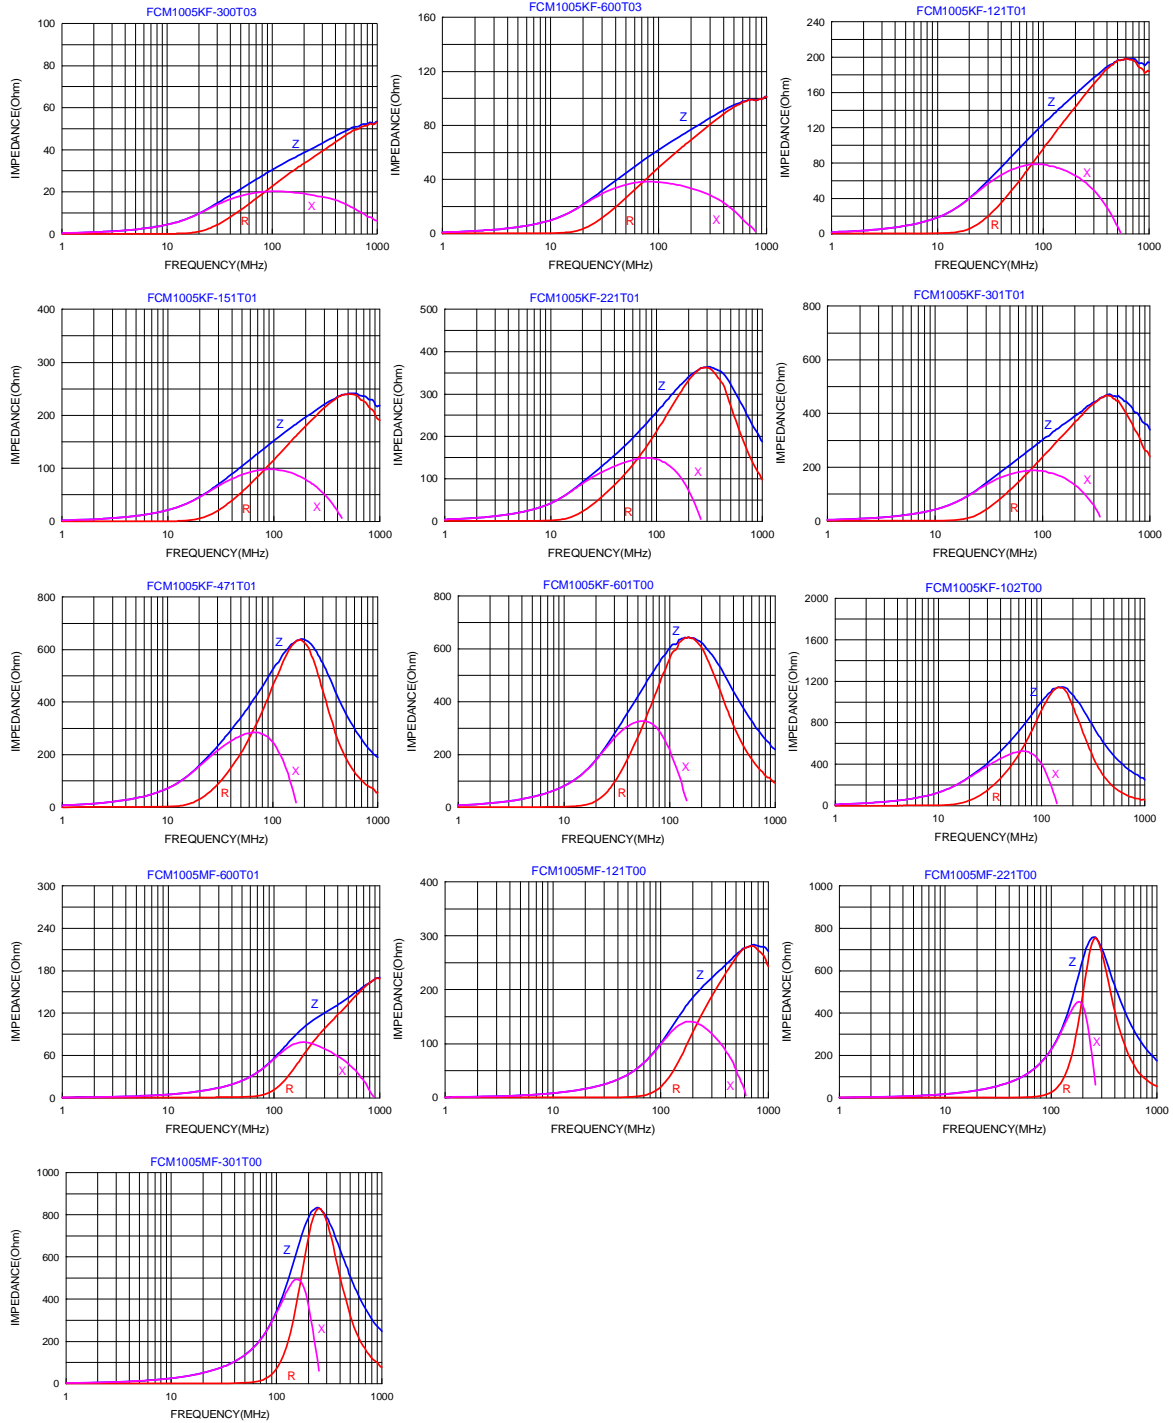 FCM1005KF-300T03
IMPEDANCE(Ohm)
100
80
60
40
20
0
Z
X
R
1 10 100 1000
FREQUENCY(MHz)
FCM1005KF-600T03
IMPEDANCE(Ohm)
160
120
80
40
0
Z
X
R
1 10 100 1000
FREQUENCY(MHz)
FCM1005KF-121T01
IMPEDANCE(Ohm)
240
200
160
120
80
40
0
Z
X
R
1 10 100 1000
FREQUENCY(MHz)
FCM1005KF-151T01
IMPEDANCE(Ohm)
400
300
200
100
0
Z
X
R
1 10 100 1000
FREQUENCY(MHz)
FCM1005KF-221T01
IMPEDANCE(Ohm)
500
400
300
200
100
0
Z
X
R
1 10 100 1000
FREQUENCY(MHz)
FCM1005KF-301T01
IMPEDANCE(Ohm)
800
600
400
200
0
Z
X
R
1 10 100 1000
FREQUENCY(MHz)
FCM1005KF-471T01
IMPEDANCE(Ohm)
800
600
400
200
0
Z
X
R
1 10 100 1000
FREQUENCY(MHz)
FCM1005KF-601T00
IMPEDANCE(Ohm)
800
600
400
200
0
Z
X
R
1 10 100 1000
FREQUENCY(MHz)
FCM1005KF-102T00
IMPEDANCE(Ohm)
2000
1600
1200
800
400
0
Z
X
R
1 10 100 1000
FREQUENCY(MHz)
FCM1005MF-600T01
IMPEDANCE(Ohm)
300
240
180
120
60
0
Z
X
R
1 10 100 1000
FREQUENCY(MHz)
FCM1005MF-121T00
IMPEDANCE(Ohm)
400
300
200
100
0
Z
X
R
1 10 100 1000
FREQUENCY(MHz)
FCM1005MF-221T00
IMPEDANCE(Ohm)
1000
800
600
400
200
0
Z
X
R
1 10 100 1000
FREQUENCY(MHz)
FCM1005MF-301T00
IMPEDANCE(Ohm)
1000
800
600
400
200
0
Z
X
R
1 10 100 1000
FREQUENCY(MHz)